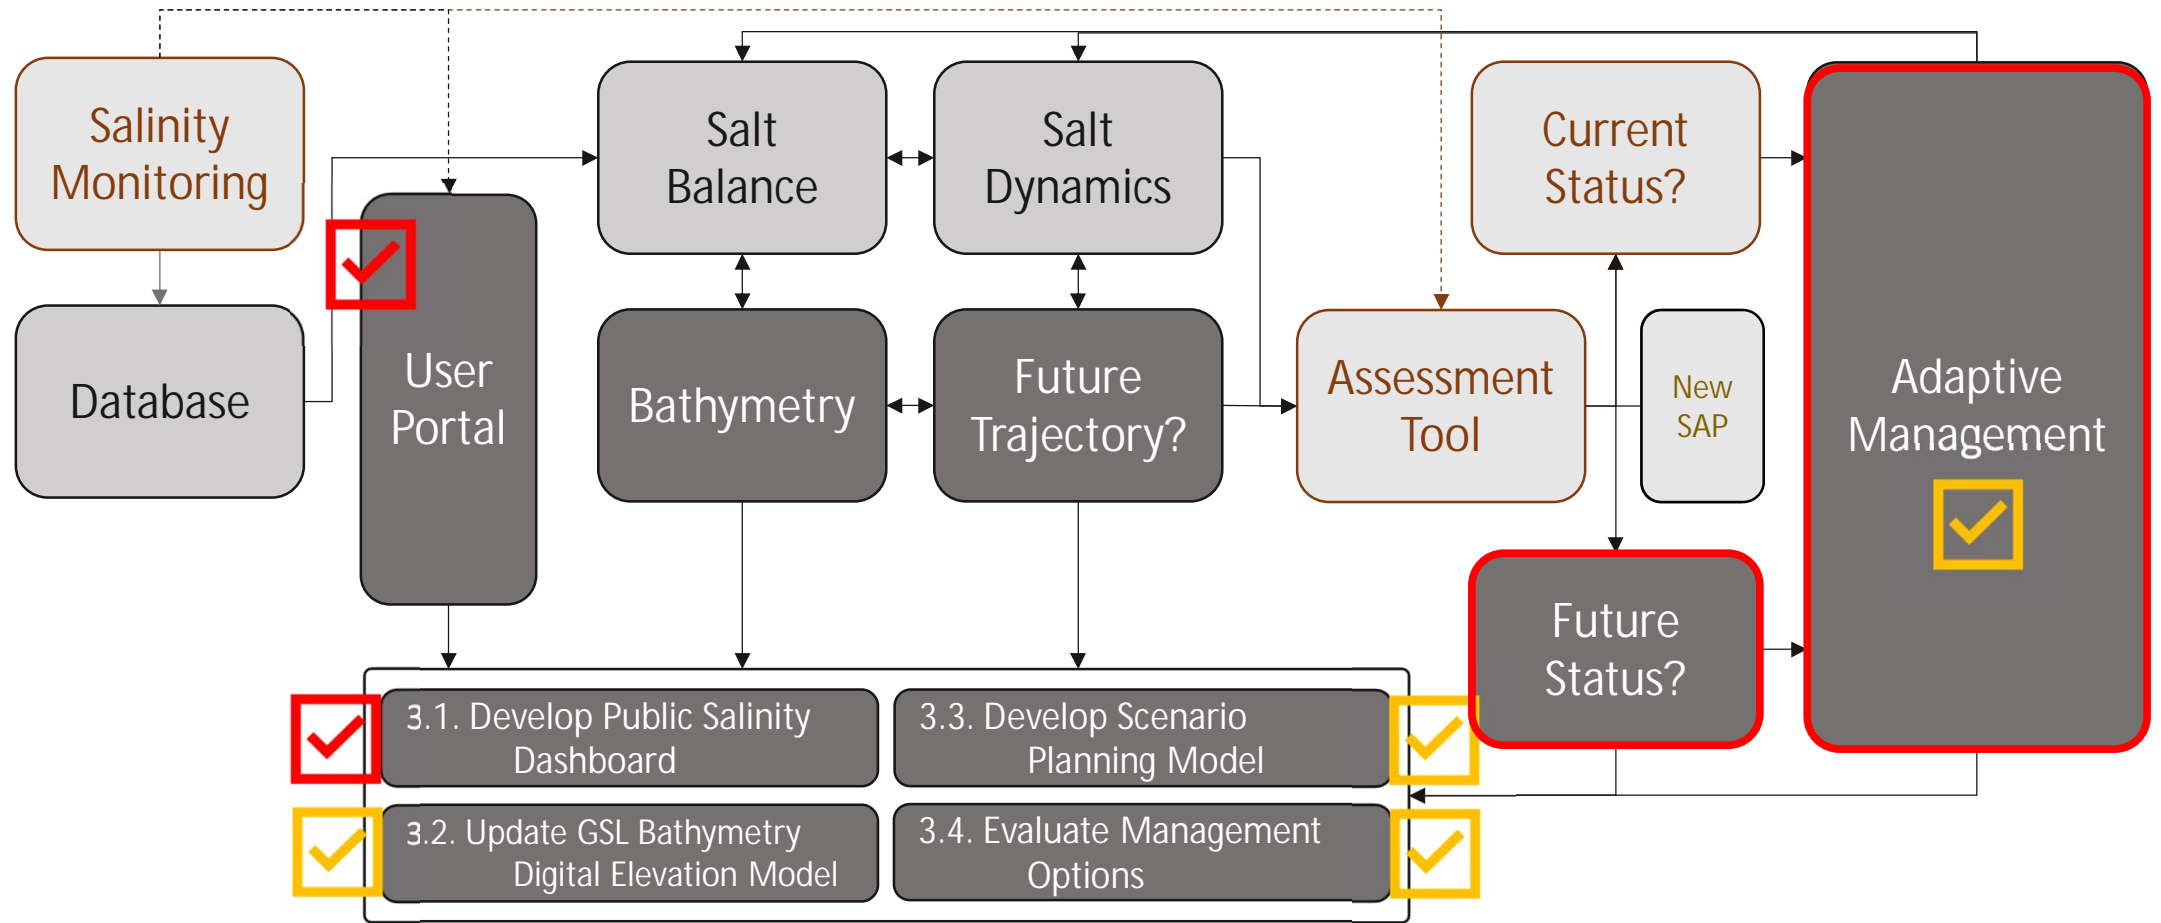 Salinity
Monitoring
Database
User
Portal
Salt
Balance
Salt
Dynamics
Bathymetry
Future
Trajectory?
Assessment
Tool
Current
Status?
New
SAP
Future
Status?
Adaptive
Management
3.1. Develop Public Salinity
Dashboard
3.2. Update GSL Bathymetry
Digital Elevation Model
3.3. Develop Scenario
Planning Model
3.4. Evaluate Management
Options